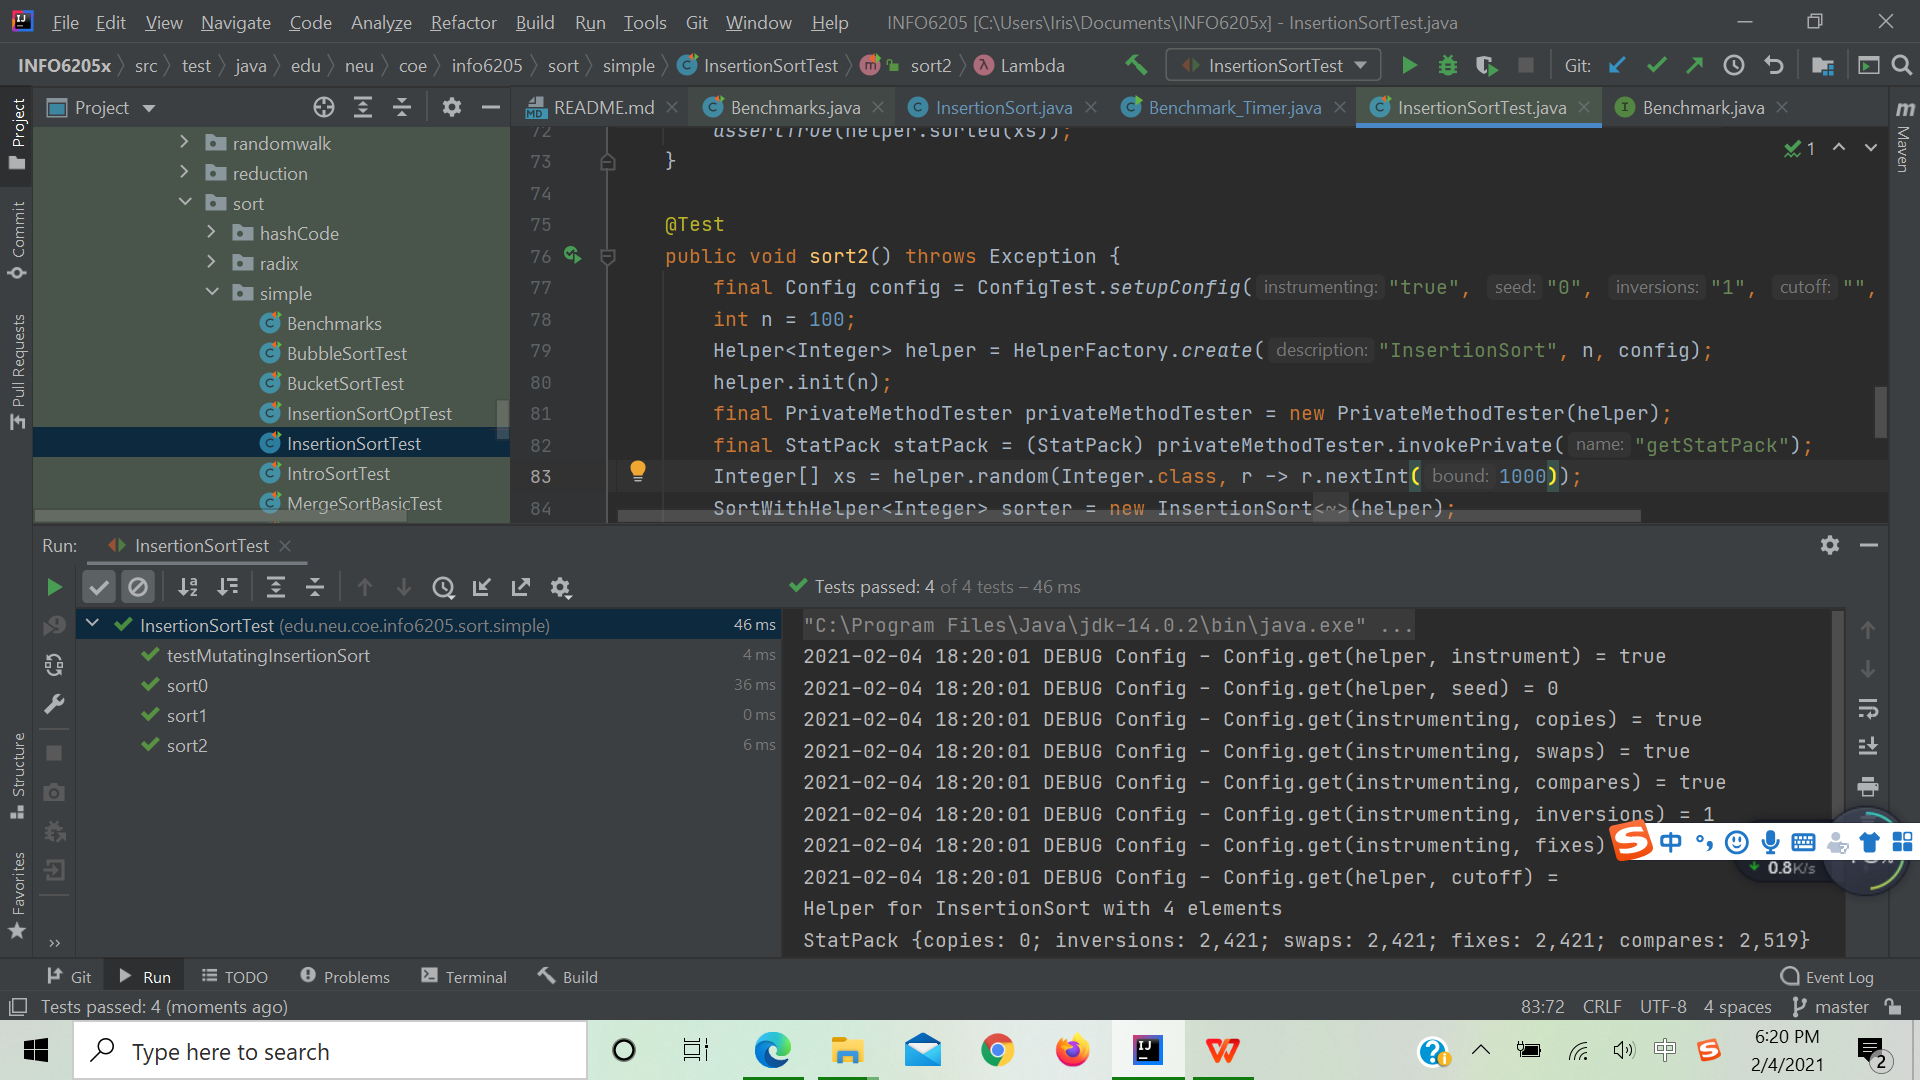 File Edit View Navigate Code Analyze Refactor Build Run Tools Git Window Help INFO6205 [C:\Users\Iris\Documents\INFO6205x] - InsertionSortTest.java
INFO6205x src test java edu neu coe info6205 sort simple InsertionSortTest sort2 Lambda InsertionSortTest Git:
Project README.md Benchmarks.java InsertionSort.java Benchmark_Timer.java InsertionSortTest.java Benchmark.java
Project
Commit
Pull Requests
Structure
Favorites
Maven
randomwalk
reduction
sort
hashCode
radix
simple
Benchmarks
BubbleSortTest
BucketSortTest
InsertionSortOptTest
InsertionSortTest
IntroSortTest
MergeSortBasicTest
1
72 assertTrue(helper.sorted(xs));
73 }
74
75 @Test
76 public void sort2() throws Exception {
77 final Config config = ConfigTest.setupConfig( instrumenting: "true", seed: "0", inversions: "1", cutoff: "",
78 int n = 100;
79 Helper<Integer> helper = HelperFactory.create( description: "InsertionSort", n, config);
80 helper.init(n);
81 final PrivateMethodTester privateMethodTester = new PrivateMethodTester(helper);
82 final StatPack statPack = (StatPack) privateMethodTester.invokePrivate( name: "getStatPack");
83 Integer[] xs = helper.random(Integer.class, r -> r.nextInt( bound: 1000));
84 SortWithHelper<Integer> sorter = new InsertionSort<~>(helper);
Run: InsertionSortTest
Tests passed: 4 of 4 tests – 46 ms
InsertionSortTest (edu.neu.coe.info6205.sort.simple) 46 ms
testMutatingInsertionSort 4 ms
sort0 36 ms
sort1 0 ms
sort2 6 ms
"C:\Program Files\Java\jdk-14.0.2\bin\java.exe" ...
2021-02-04 18:20:01 DEBUG Config - Config.get(helper, instrument) = true
2021-02-04 18:20:01 DEBUG Config - Config.get(helper, seed) = 0
2021-02-04 18:20:01 DEBUG Config - Config.get(instrumenting, copies) = true
2021-02-04 18:20:01 DEBUG Config - Config.get(instrumenting, swaps) = true
2021-02-04 18:20:01 DEBUG Config - Config.get(instrumenting, compares) = true
2021-02-04 18:20:01 DEBUG Config - Config.get(instrumenting, inversions) = 1
2021-02-04 18:20:01 DEBUG Config - Config.get(instrumenting, fixes)
2021-02-04 18:20:01 DEBUG Config - Config.get(helper, cutoff) =
Helper for InsertionSort with 4 elements
StatPack {copies: 0; inversions: 2,421; swaps: 2,421; fixes: 2,421; compares: 2,519}
中
0.8K/s
Git Run TODO Problems Terminal Build Event Log
Tests passed: 4 (moments ago) 83:72 CRLF UTF-8 4 spaces master
Type here to search
中
6:20 PM
2/4/2021
2